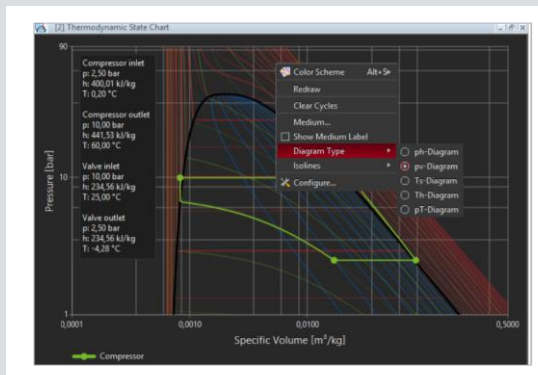 [2] Thermodynamic State Chart
90
10
1
Pressure [bar]
Compressor inlet
p: 2,50 bar
h: 400,01 kJ/kg
T: 0,20 °C
Compressor outlet
p: 10,00 bar
h: 441,53 kJ/kg
T: 60,00 °C
Valve inlet
p: 10,00 bar
h: 234,56 kJ/kg
T: 25,00 °C
Valve outlet
p: 2,50 bar
h: 234,56 kJ/kg
T: -4,28 °C
Color Scheme Alt+S
Redraw
Clear Cycles
Medium...
Show Medium Label
Diagram Type
Isolines
Configure...
ph-Diagram
pv-Diagram
Ts-Diagram
Th-Diagram
pT-Diagram
0,0001 0,0010 0,0100 0,5000
Specific Volume [m³/kg]
Compressor